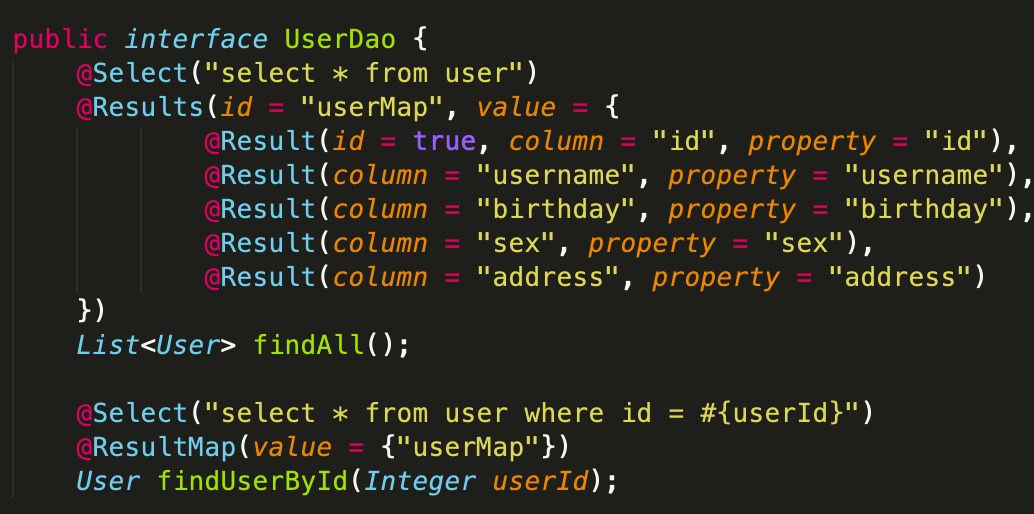 public interface UserDao {
    @Select("select * from user")
    @Results(id = "userMap", value = {
            @Result(id = true, column = "id", property = "id"),
            @Result(column = "username", property = "username"),
            @Result(column = "birthday", property = "birthday"),
            @Result(column = "sex", property = "sex"),
            @Result(column = "address", property = "address")
    })
    List<User> findAll();

    @Select("select * from user where id = #{userId}")
    @ResultMap(value = {"userMap"})
    User findUserById(Integer userId);